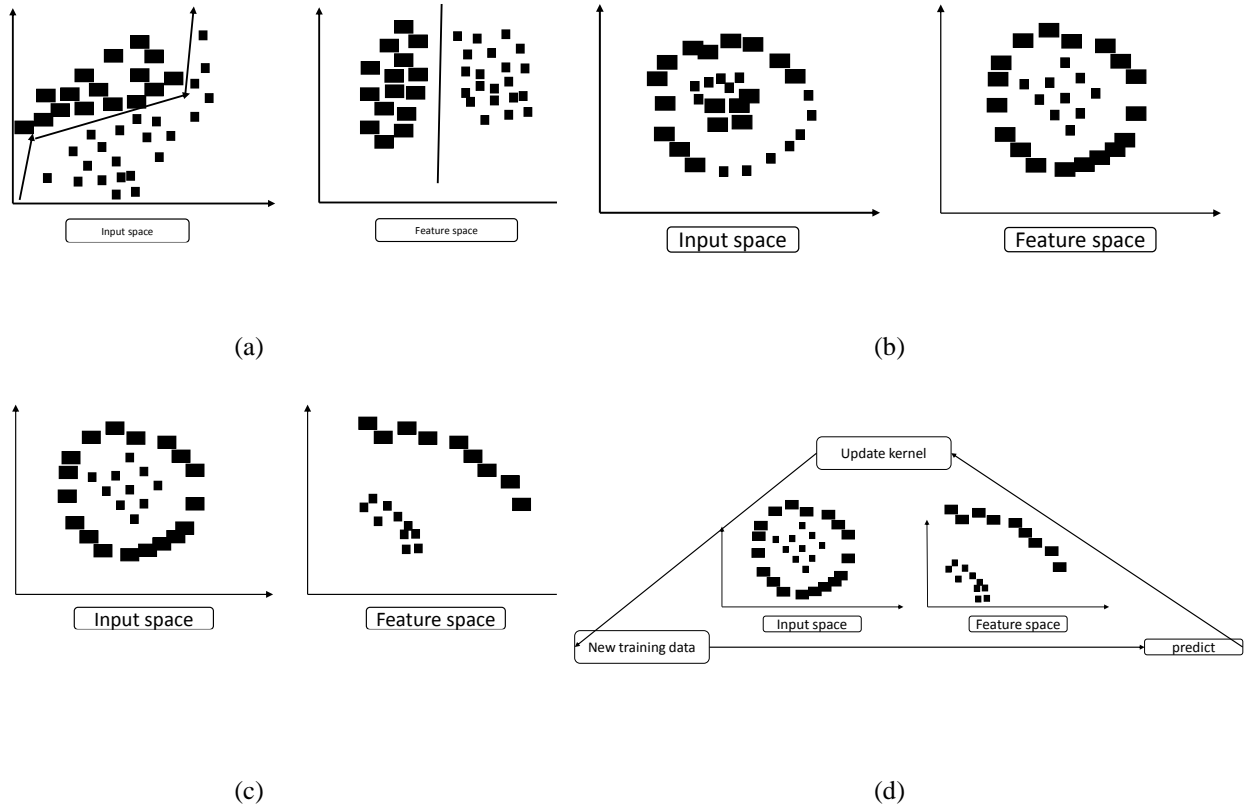 Input space
Feature space
Input space
Feature space
(a)
(b)
Input space
Feature space
Update kernel
Input space
Feature space
New training data
predict
(c)
(d)